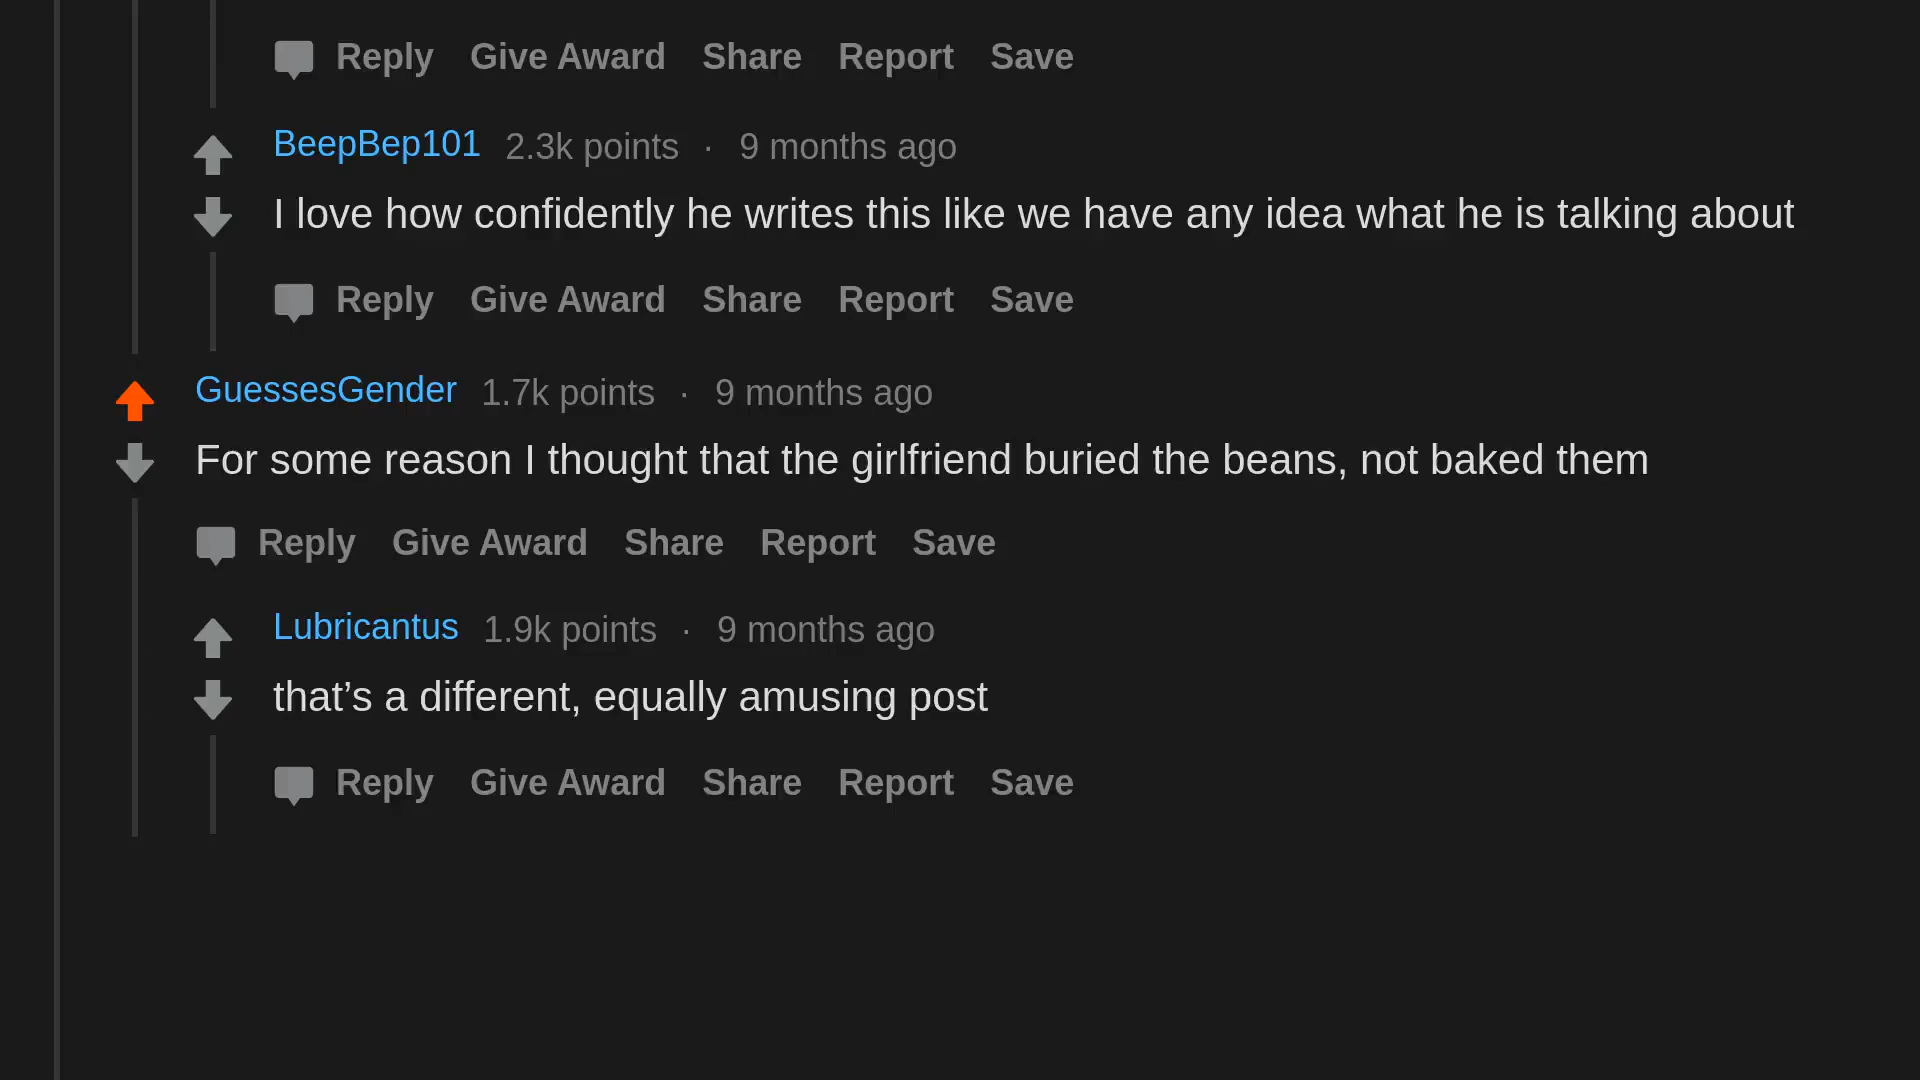 Reply Give Award Share Report Save
BeepBep101 2.3k points · 9 months ago
I love how confidently he writes this like we have any idea what he is talking about
Reply Give Award Share Report Save
GuessesGender 1.7k points · 9 months ago
For some reason I thought that the girlfriend buried the beans, not baked them
Reply Give Award Share Report Save
Lubricantus 1.9k points · 9 months ago
that’s a different, equally amusing post
Reply Give Award Share Report Save